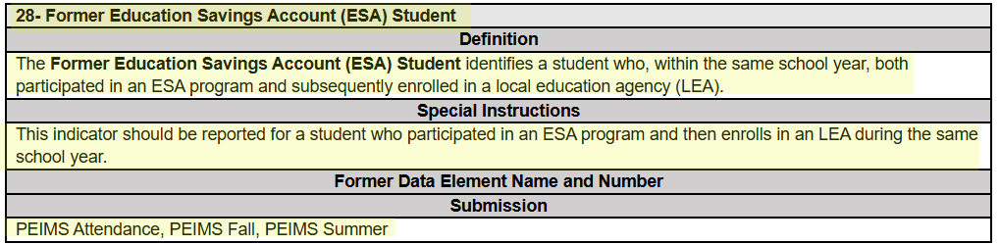 28- Former Education Savings Account (ESA) Student
Definition
The Former Education Savings Account (ESA) Student identifies a student who, within the same school year, both
participated in an ESA program and subsequently enrolled in a local education agency (LEA).
Special Instructions
This indicator should be reported for a student who participated in an ESA program and then enrolls in an LEA during the same
school year.
Former Data Element Name and Number
Submission
PEIMS Attendance, PEIMS Fall, PEIMS Summer